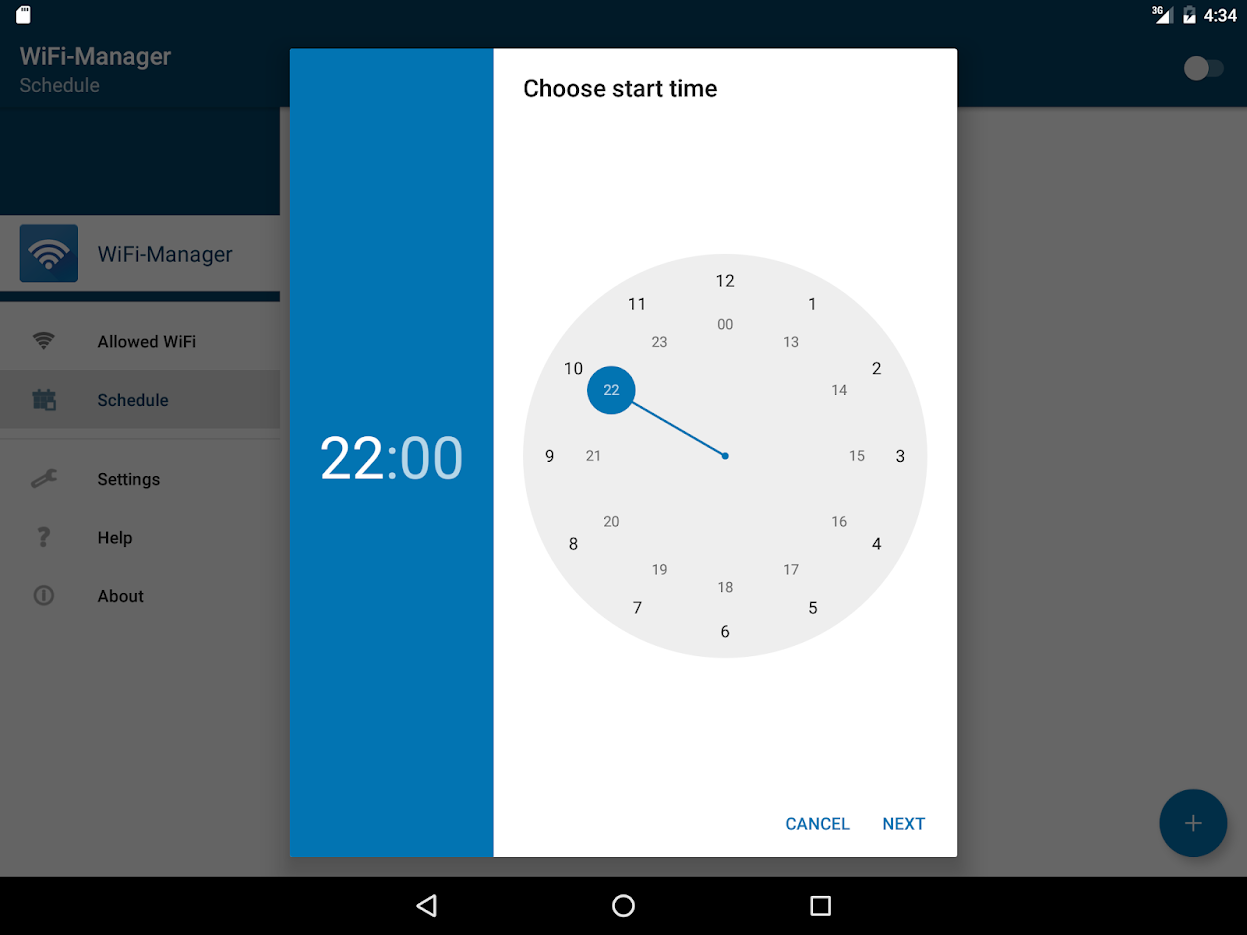 3G 4:34
WiFi-Manager
Schedule
WiFi-Manager
Allowed WiFi
Schedule
Settings
Help
About
22:00
Choose start time
12
11 1
00
23 13
10 2
22 14
9 21 15 3
20 16
8 4
19 17
18
7 5
6
CANCEL NEXT